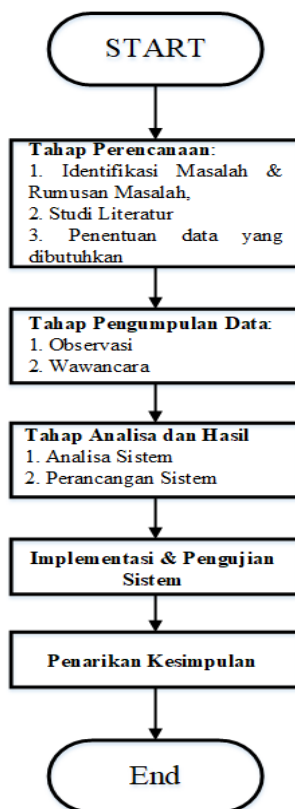 START
Tahap Perencanaan:
1. Identifikasi Masalah &
Rumusan Masalah,
2. Studi Literatur
3. Penentuan data yang
dibutuhkan
Tahap Pengumpulan Data:
1. Observasi
2. Wawancara
Tahap Analisa dan Hasil
1. Analisa Sistem
2. Perancangan Sistem
Implementasi & Pengujian
Sistem
Penarikan Kesimpulan
End